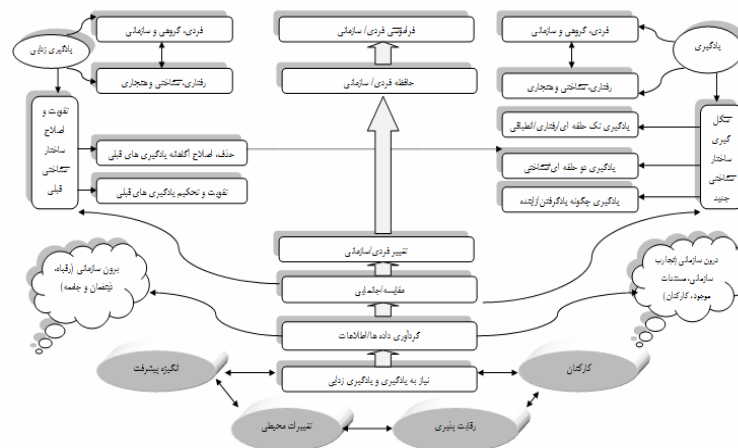 فردی، گروهی و سازمانی
فراموشی فردی/ سازمانی
فردی، گروهی و سازمانی
یادگیری زدایی
یادگیری
رفتاری، شناختی و هنجاری
حافظه فردی/ سازمانی
رفتاری، شناختی و هنجاری
تقویت و
اصلاح
ساختار
شناختی
قبلی
شکل
گیری
ساختار
شناختی
جدید
یادگیری تک حلقه ای/رفتاری/انطباقی
حذف، اصلاح آگاهانه یادگیری های قبلی
یادگیری دو حلقه ای/شناختی
تقویت و تحکیم یادگیری های قبلی
یادگیری چگونه یادگرفتن/زاینده
تغییر فردی/سازمانی
برون سازمانی (رقباء،
ذینفعان و جامعه)
مقایسه/جانمایی
درون سازمانی (تجارب
سازمانی، مستندات
موجود، کارکنان)
گردآوری داده ها/اطلاعات
انگیزه پیشرفت
نیاز به یادگیری و یادگیری زدایی
کارکنان
تغییرات محیطی
رقابت پذیری